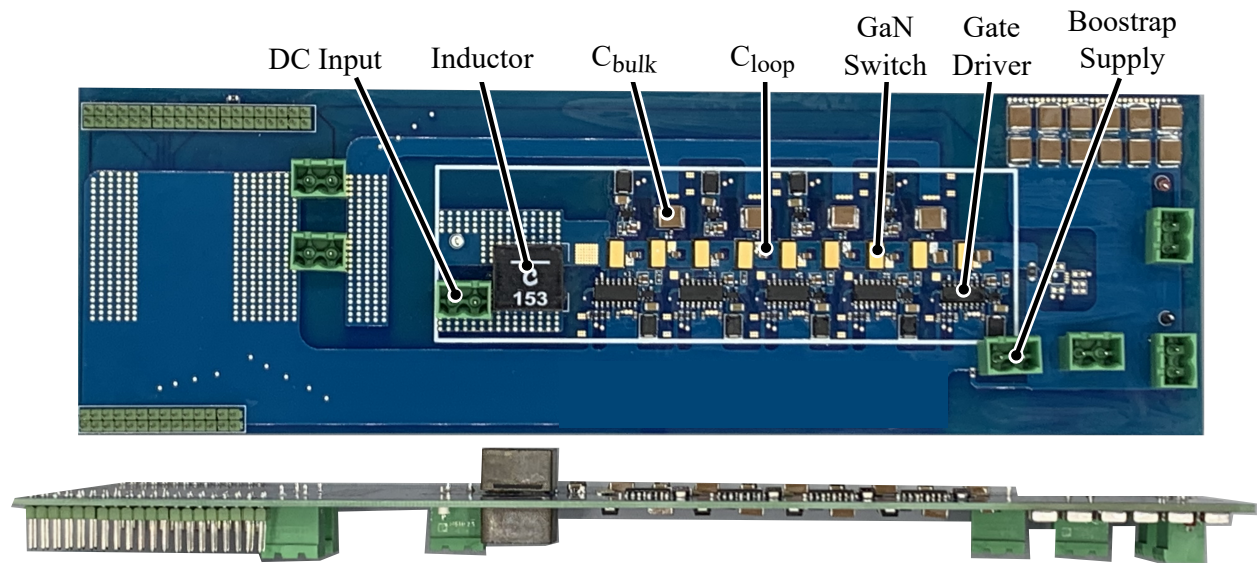 DC Input
Inductor
Cbulk
Cloop
GaN
Switch
Gate
Driver
Boostrap
Supply
C
153